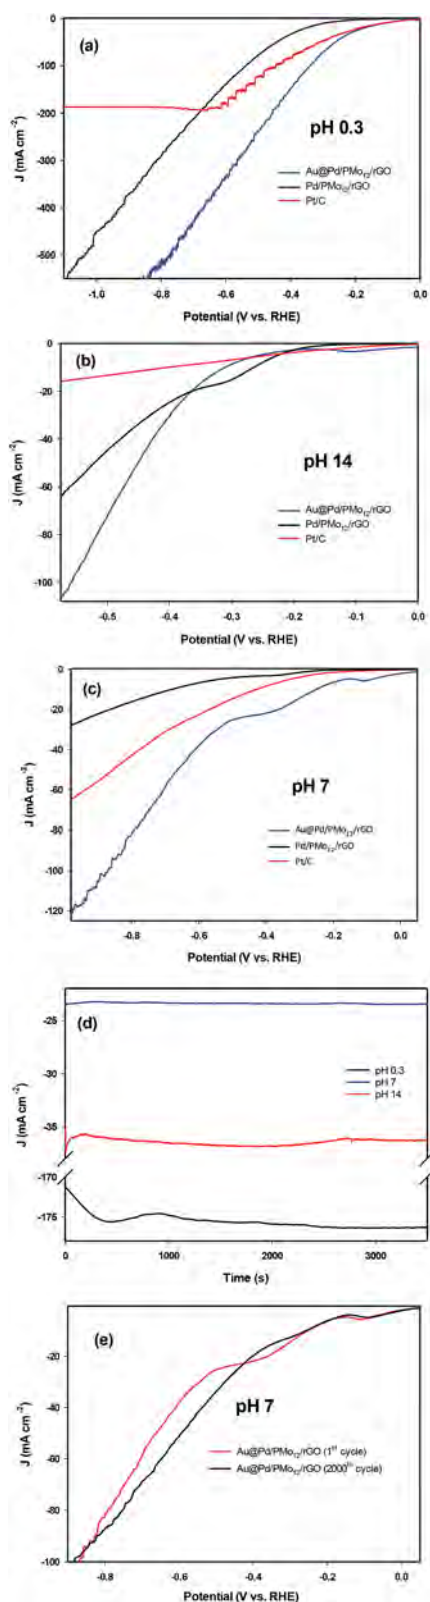 (a)
0
-100
-200
-300
-400
-500
J (mA cm⁻²)
pH 0.3
Au@Pd/PMo₁₂/rGO
Pd/PMo₁₂/rGO
Pt/C
-1.0 -0.8 -0.6 -0.4 -0.2 0.0
Potential (V vs. RHE)
(b)
0
-20
-40
-60
-80
-100
J (mA cm⁻²)
pH 14
Au@Pd/PMo₁₂/rGO
Pd/PMo₁₂/rGO
Pt/C
-0.5 -0.4 -0.3 -0.2 -0.1 0.0
Potential (V vs. RHE)
(c)
0
-20
-40
-60
-80
-100
-120
J (mA cm⁻²)
pH 7
Au@Pd/PMo₁₂/rGO
Pd/PMo₁₂/rGO
Pt/C
-0.8 -0.6 -0.4 -0.2 0.0
Potential (V vs. RHE)
(d)
-25
-30
-35
-170
-175
J (mA cm⁻²)
pH 0.3
pH 7
pH 14
0 1000 2000 3000
Time (s)
(e)
-20
-40
-60
-80
-100
J (mA cm⁻²)
pH 7
Au@Pd/PMo₁₂/rGO (1ˢᵗ cycle)
Au@Pd/PMo₁₂/rGO (2000ᵗʰ cycle)
-0.8 -0.6 -0.4 -0.2 0.0
Potential (V vs. RHE)